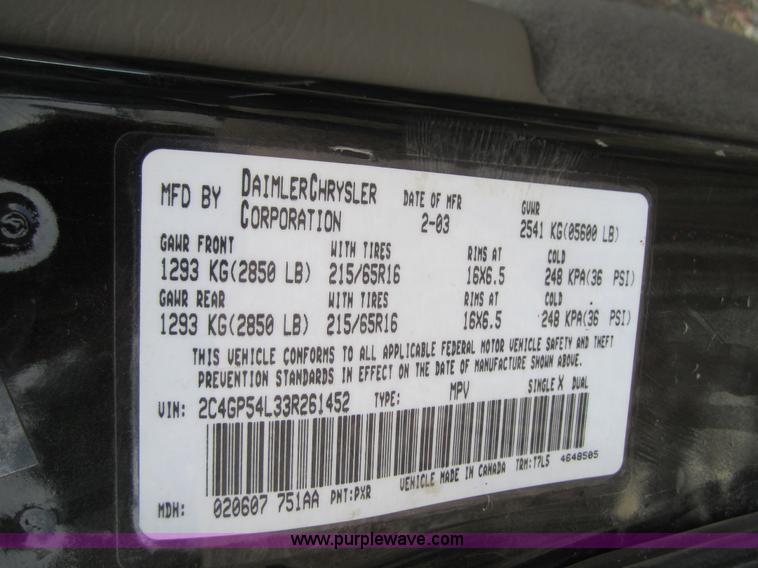 MFD BY DAIMLERCHRYSLER CORPORATION DATE OF MFR 2-03 GVWR 2541 KG(05600 LB)
GAWR FRONT WITH TIRES RIMS AT COLD
1293 KG(2850 LB) 215/65R16 16X6.5 248 KPA(36 PSI)
GAWR REAR WITH TIRES RIMS AT COLD
1293 KG(2850 LB) 215/65R16 16X6.5 248 KPA(36 PSI)
THIS VEHICLE CONFORMS TO ALL APPLICABLE FEDERAL MOTOR VEHICLE SAFETY AND THEFT
PREVENTION STANDARDS IN EFFECT ON THE DATE OF MANUFACTURE SHOWN ABOVE.
VIN: 2C4GP54L33R261452 TYPE: MPV SINGLE X DUAL
VEHICLE MADE IN CANADA TRM:T7L5 4648505
MDH: 020607 751AA PNT:PXR
www.purplewave.com